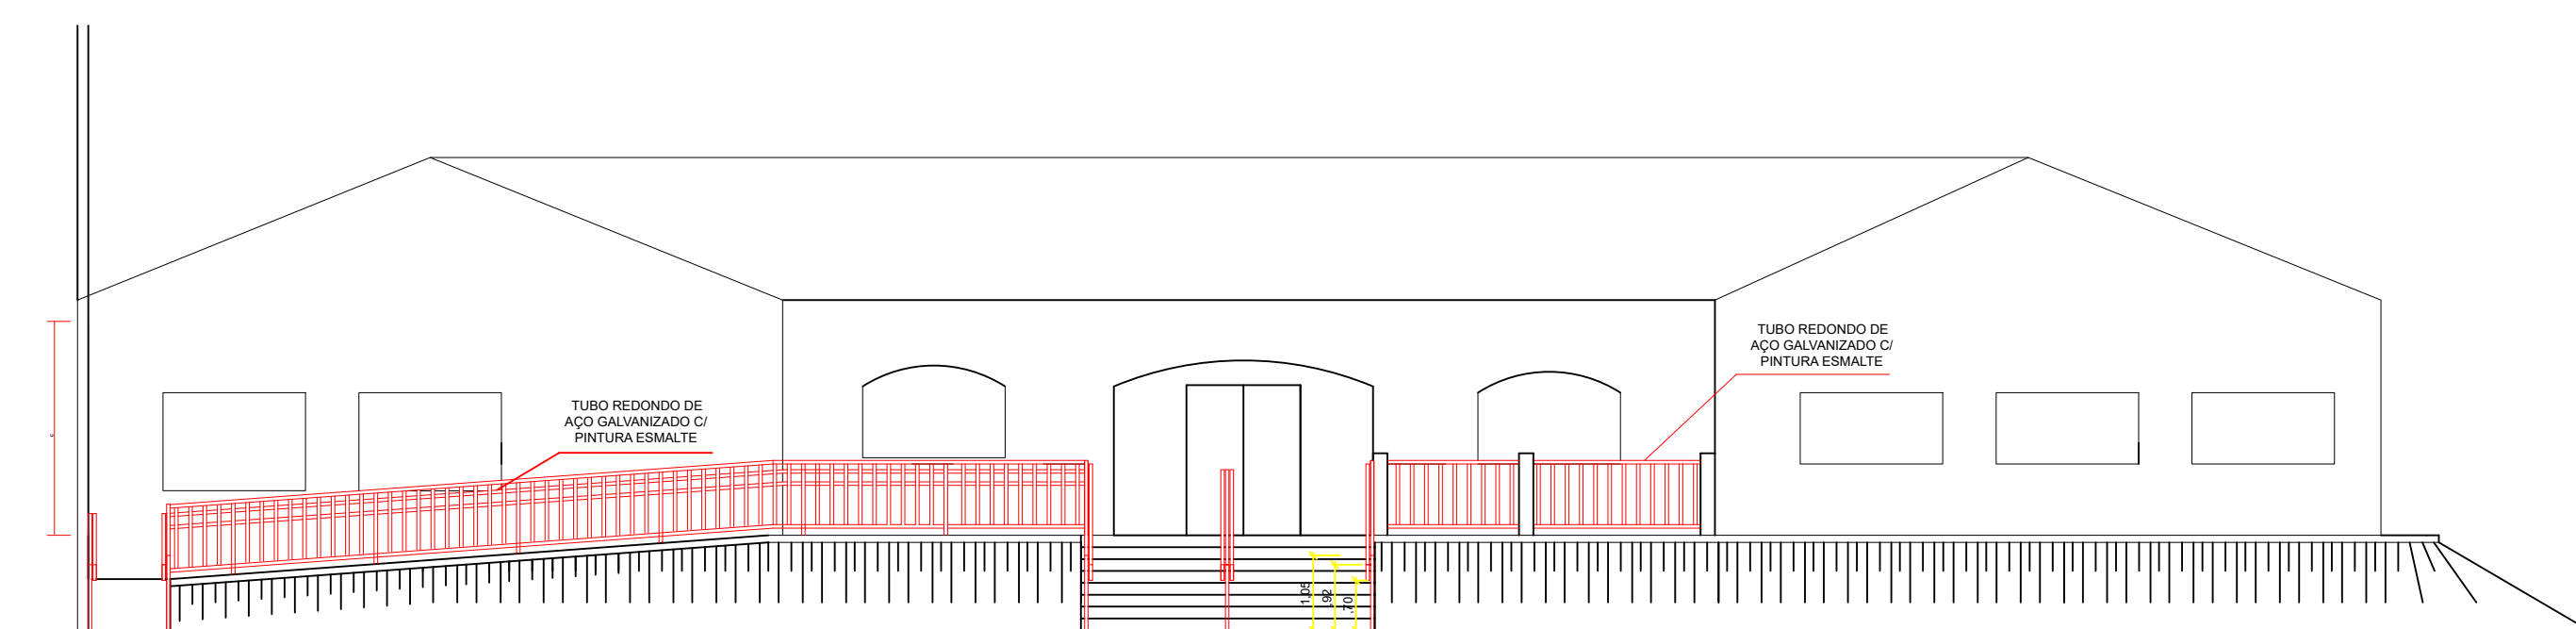 TUBO REDONDO DE
AÇO GALVANIZADO C/
PINTURA ESMALTE
TUBO REDONDO DE
AÇO GALVANIZADO C/
PINTURA ESMALTE
1,05
,92
,70